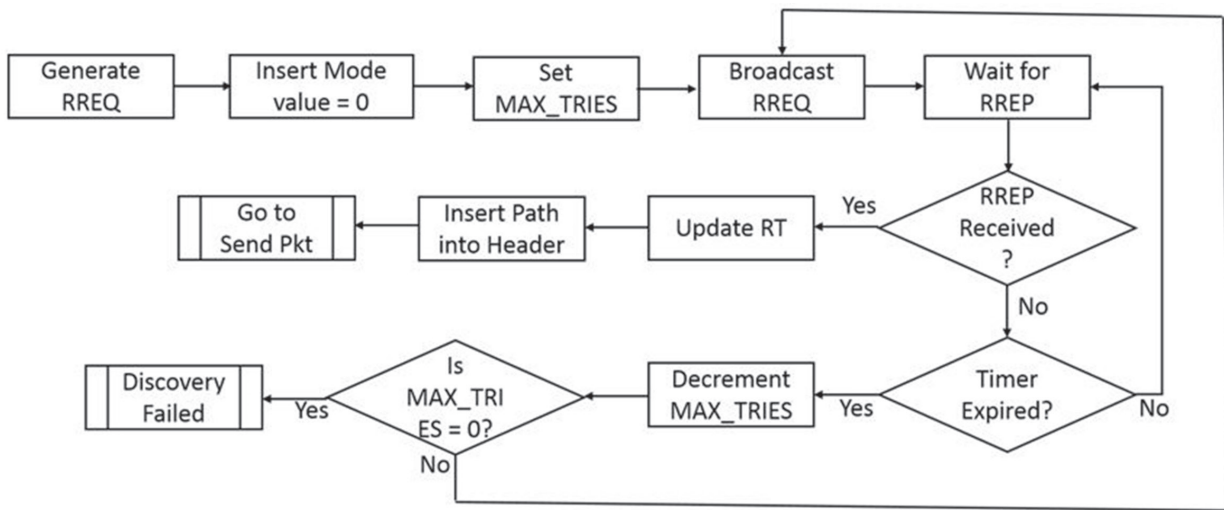 Generate
RREQ
Insert Mode
value = 0
Set
MAX_TRIES
Broadcast
RREQ
Wait for
RREP
RREP
Received
?
Yes
No
Update RT
Insert Path
into Header
Go to
Send Pkt
Timer
Expired?
No
Yes
Decrement
MAX_TRIES
Is
MAX_TRI
ES = 0?
Yes
No
Discovery
Failed